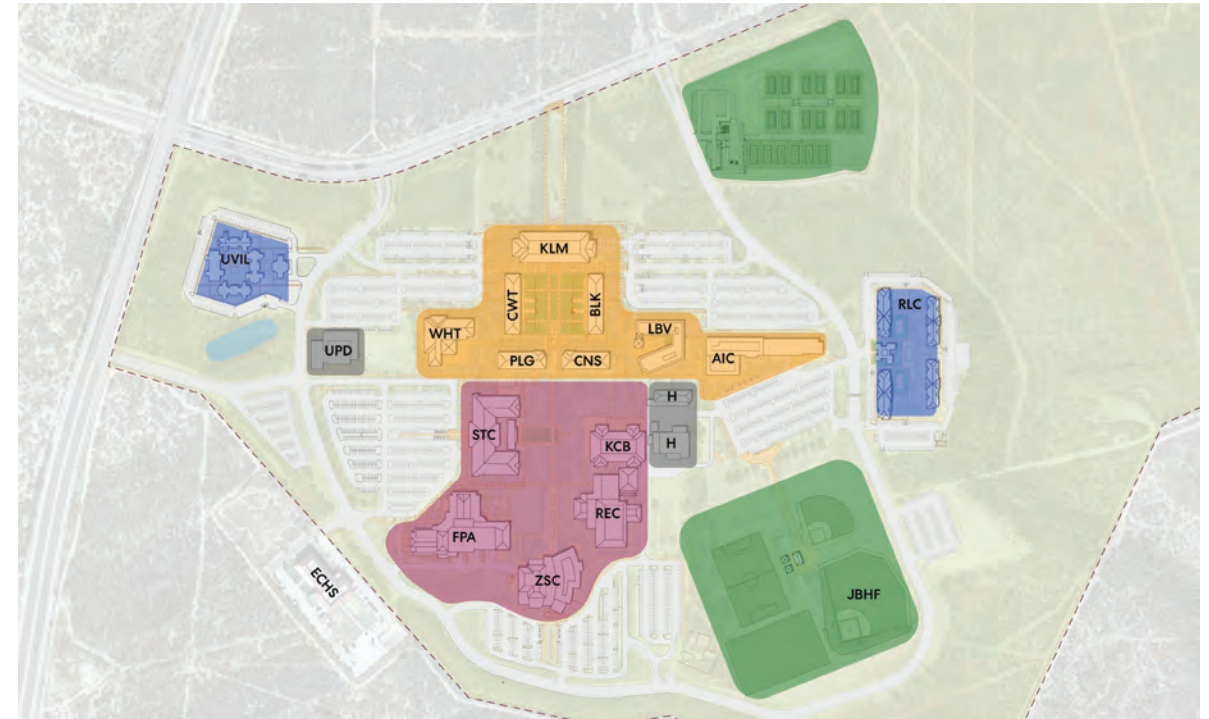 KLM
UVIL
CWT
BLK
RLC
WHT
LBV
UPD
PLG
CNS
AIC
H
STC
KCB
H
REC
FPA
ECHS
ZSC
JBHF